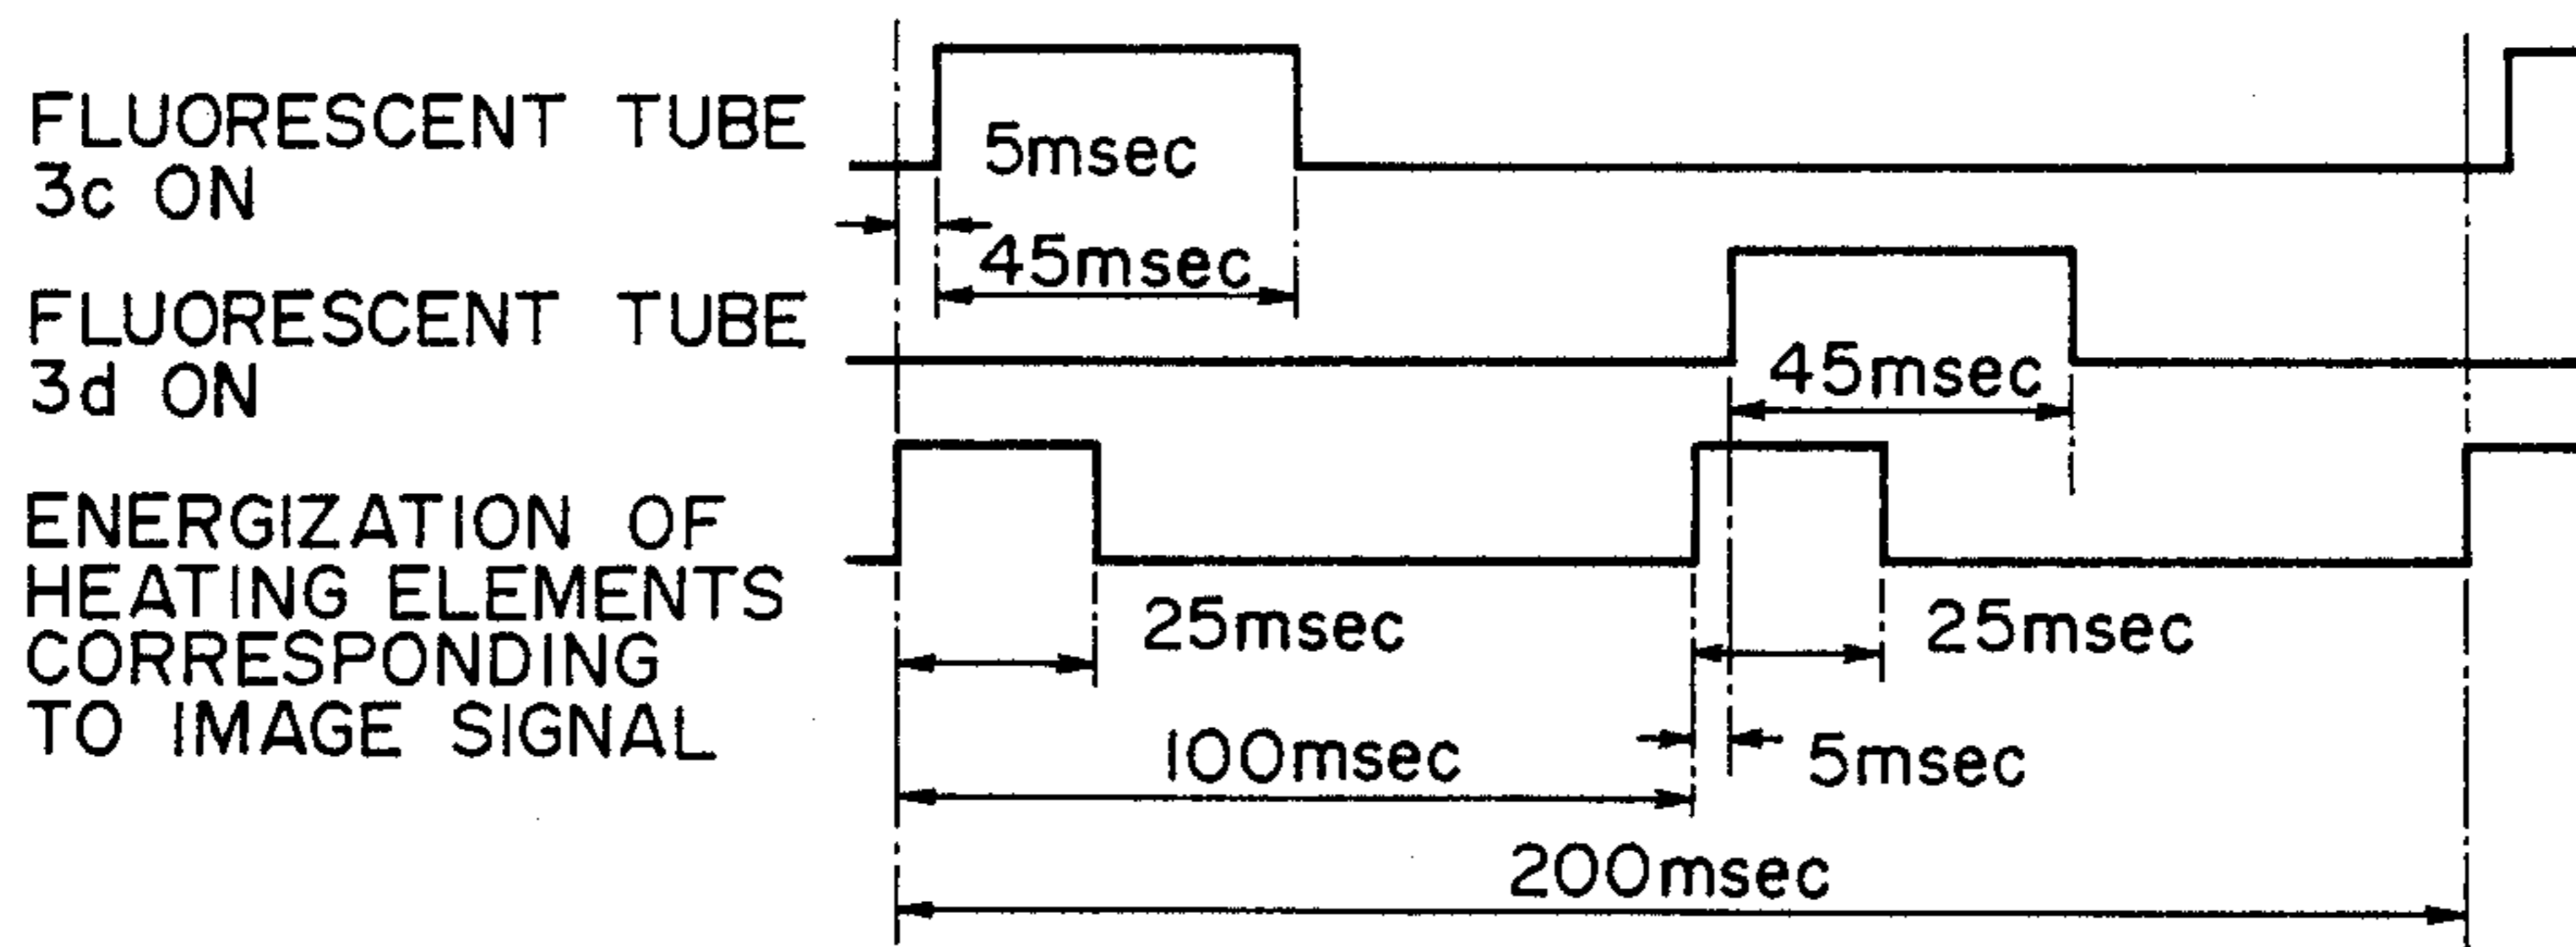 FLUORESCENT TUBE
3c ON
5msec
45msec
FLUORESCENT TUBE
3d ON
45msec
ENERGIZATION OF
HEATING ELEMENTS
CORRESPONDING
TO IMAGE SIGNAL
25msec
25msec
100msec
5msec
200msec